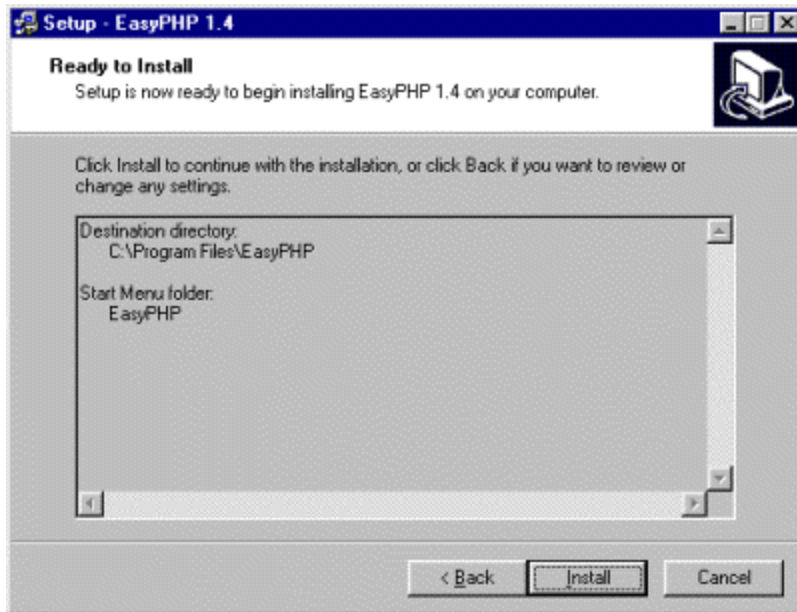 Setup - EasyPHP 1.4
Ready to Install
Setup is now ready to begin installing EasyPHP 1.4 on your computer.
Click Install to continue with the installation, or click Back if you want to review or
change any settings.
Destination directory:
C:\Program Files\EasyPHP
Start Menu folder:
EasyPHP
< Back
Install
Cancel